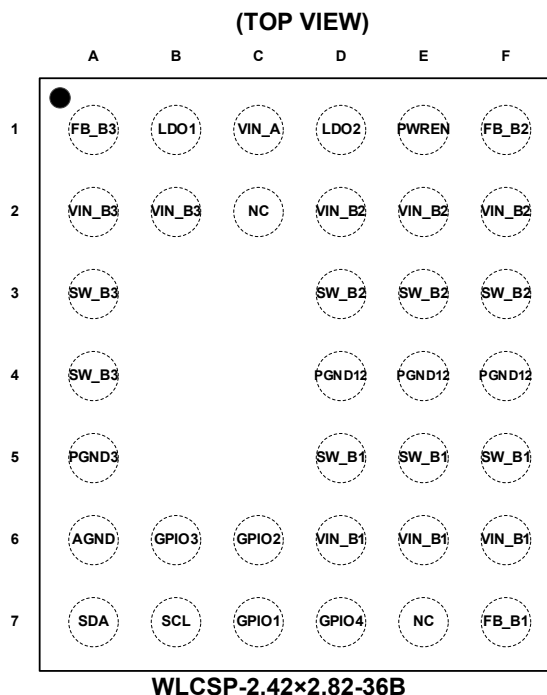 (TOP VIEW)
A B C D E F
1 FB_B3 LDO1 VIN_A LDO2 PWREN FB_B2
2 VIN_B3 VIN_B3 NC VIN_B2 VIN_B2 VIN_B2
3 SW_B3 SW_B2 SW_B2 SW_B2
4 SW_B3 PGND12 PGND12 PGND12
5 PGND3 SW_B1 SW_B1 SW_B1
6 AGND GPIO3 GPIO2 VIN_B1 VIN_B1 VIN_B1
7 SDA SCL GPIO1 GPIO4 NC FB_B1
WLCSP-2.42×2.82-36B